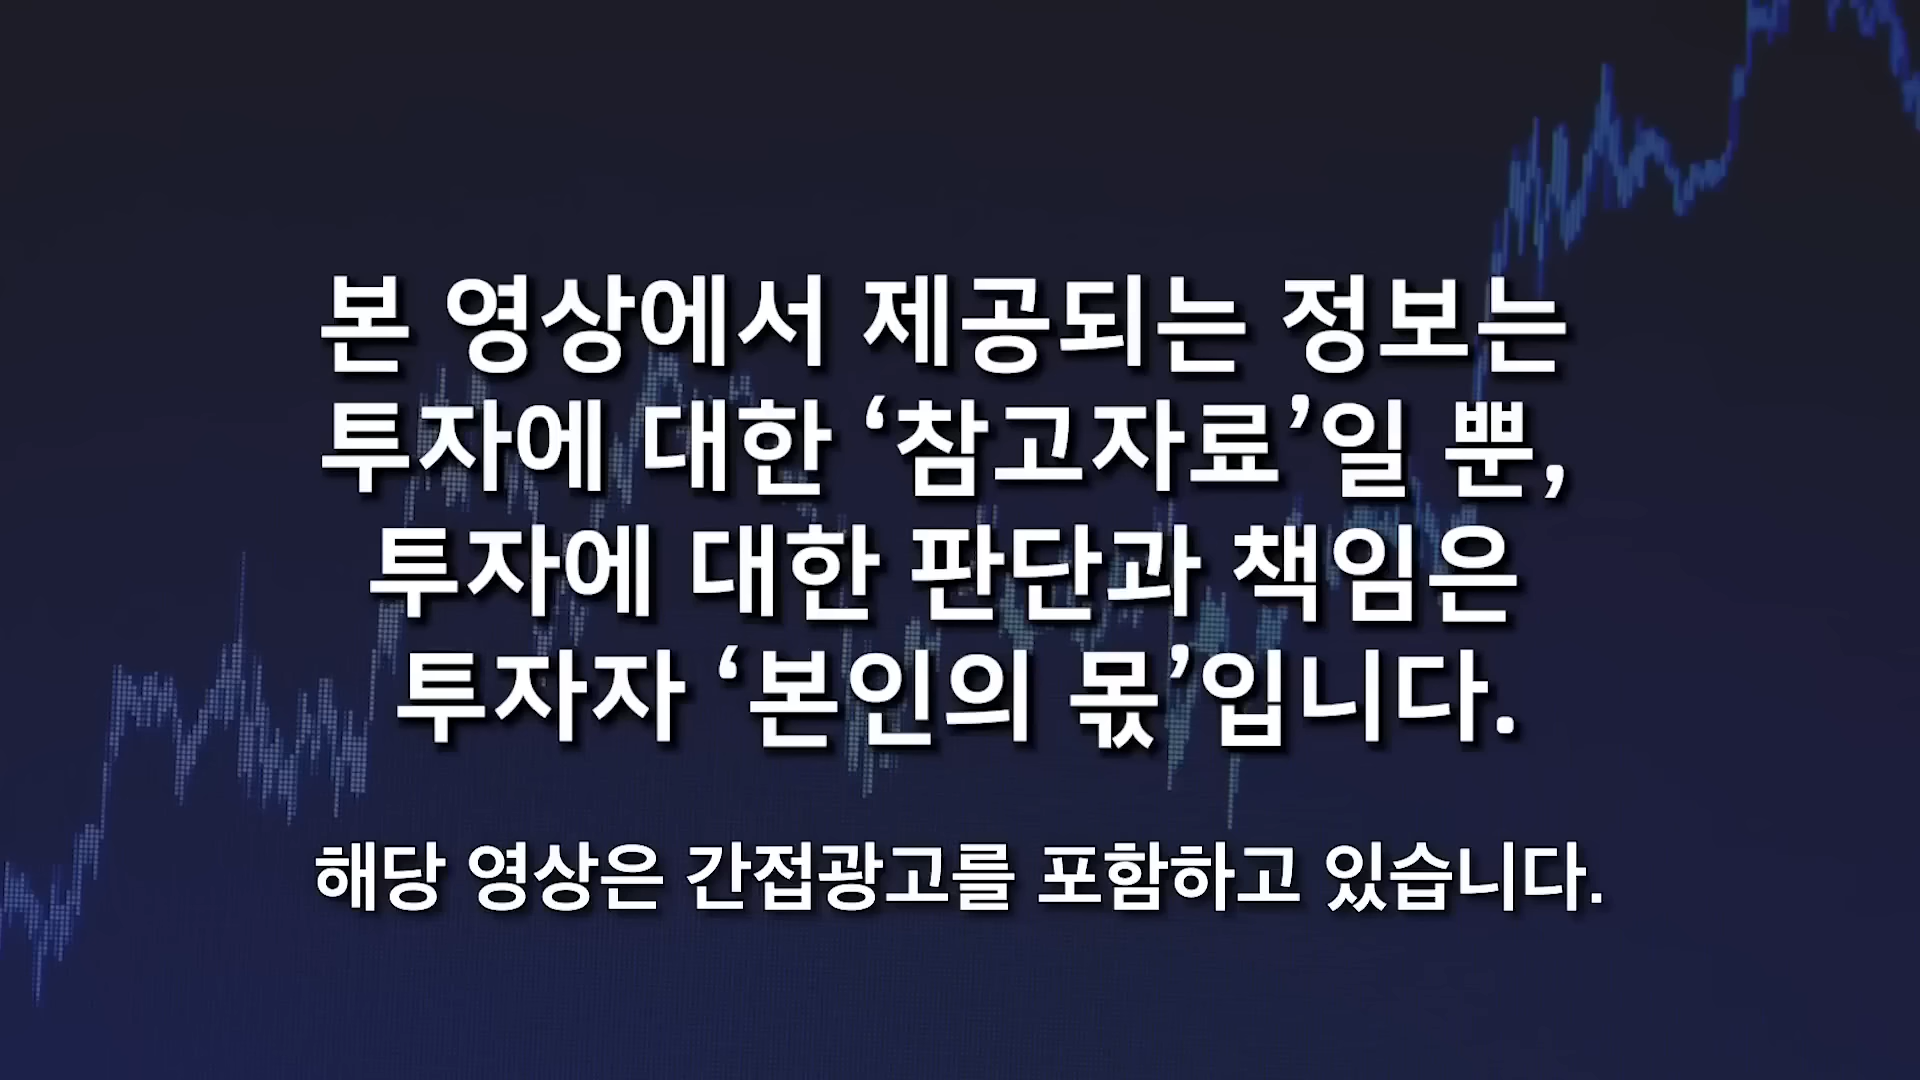 본 영상에서 제공되는 정보는
투자에 대한 ‘참고자료’일 뿐,
투자에 대한 판단과 책임은
투자자 ‘본인의 몫’입니다.
해당 영상은 간접광고를 포함하고 있습니다.